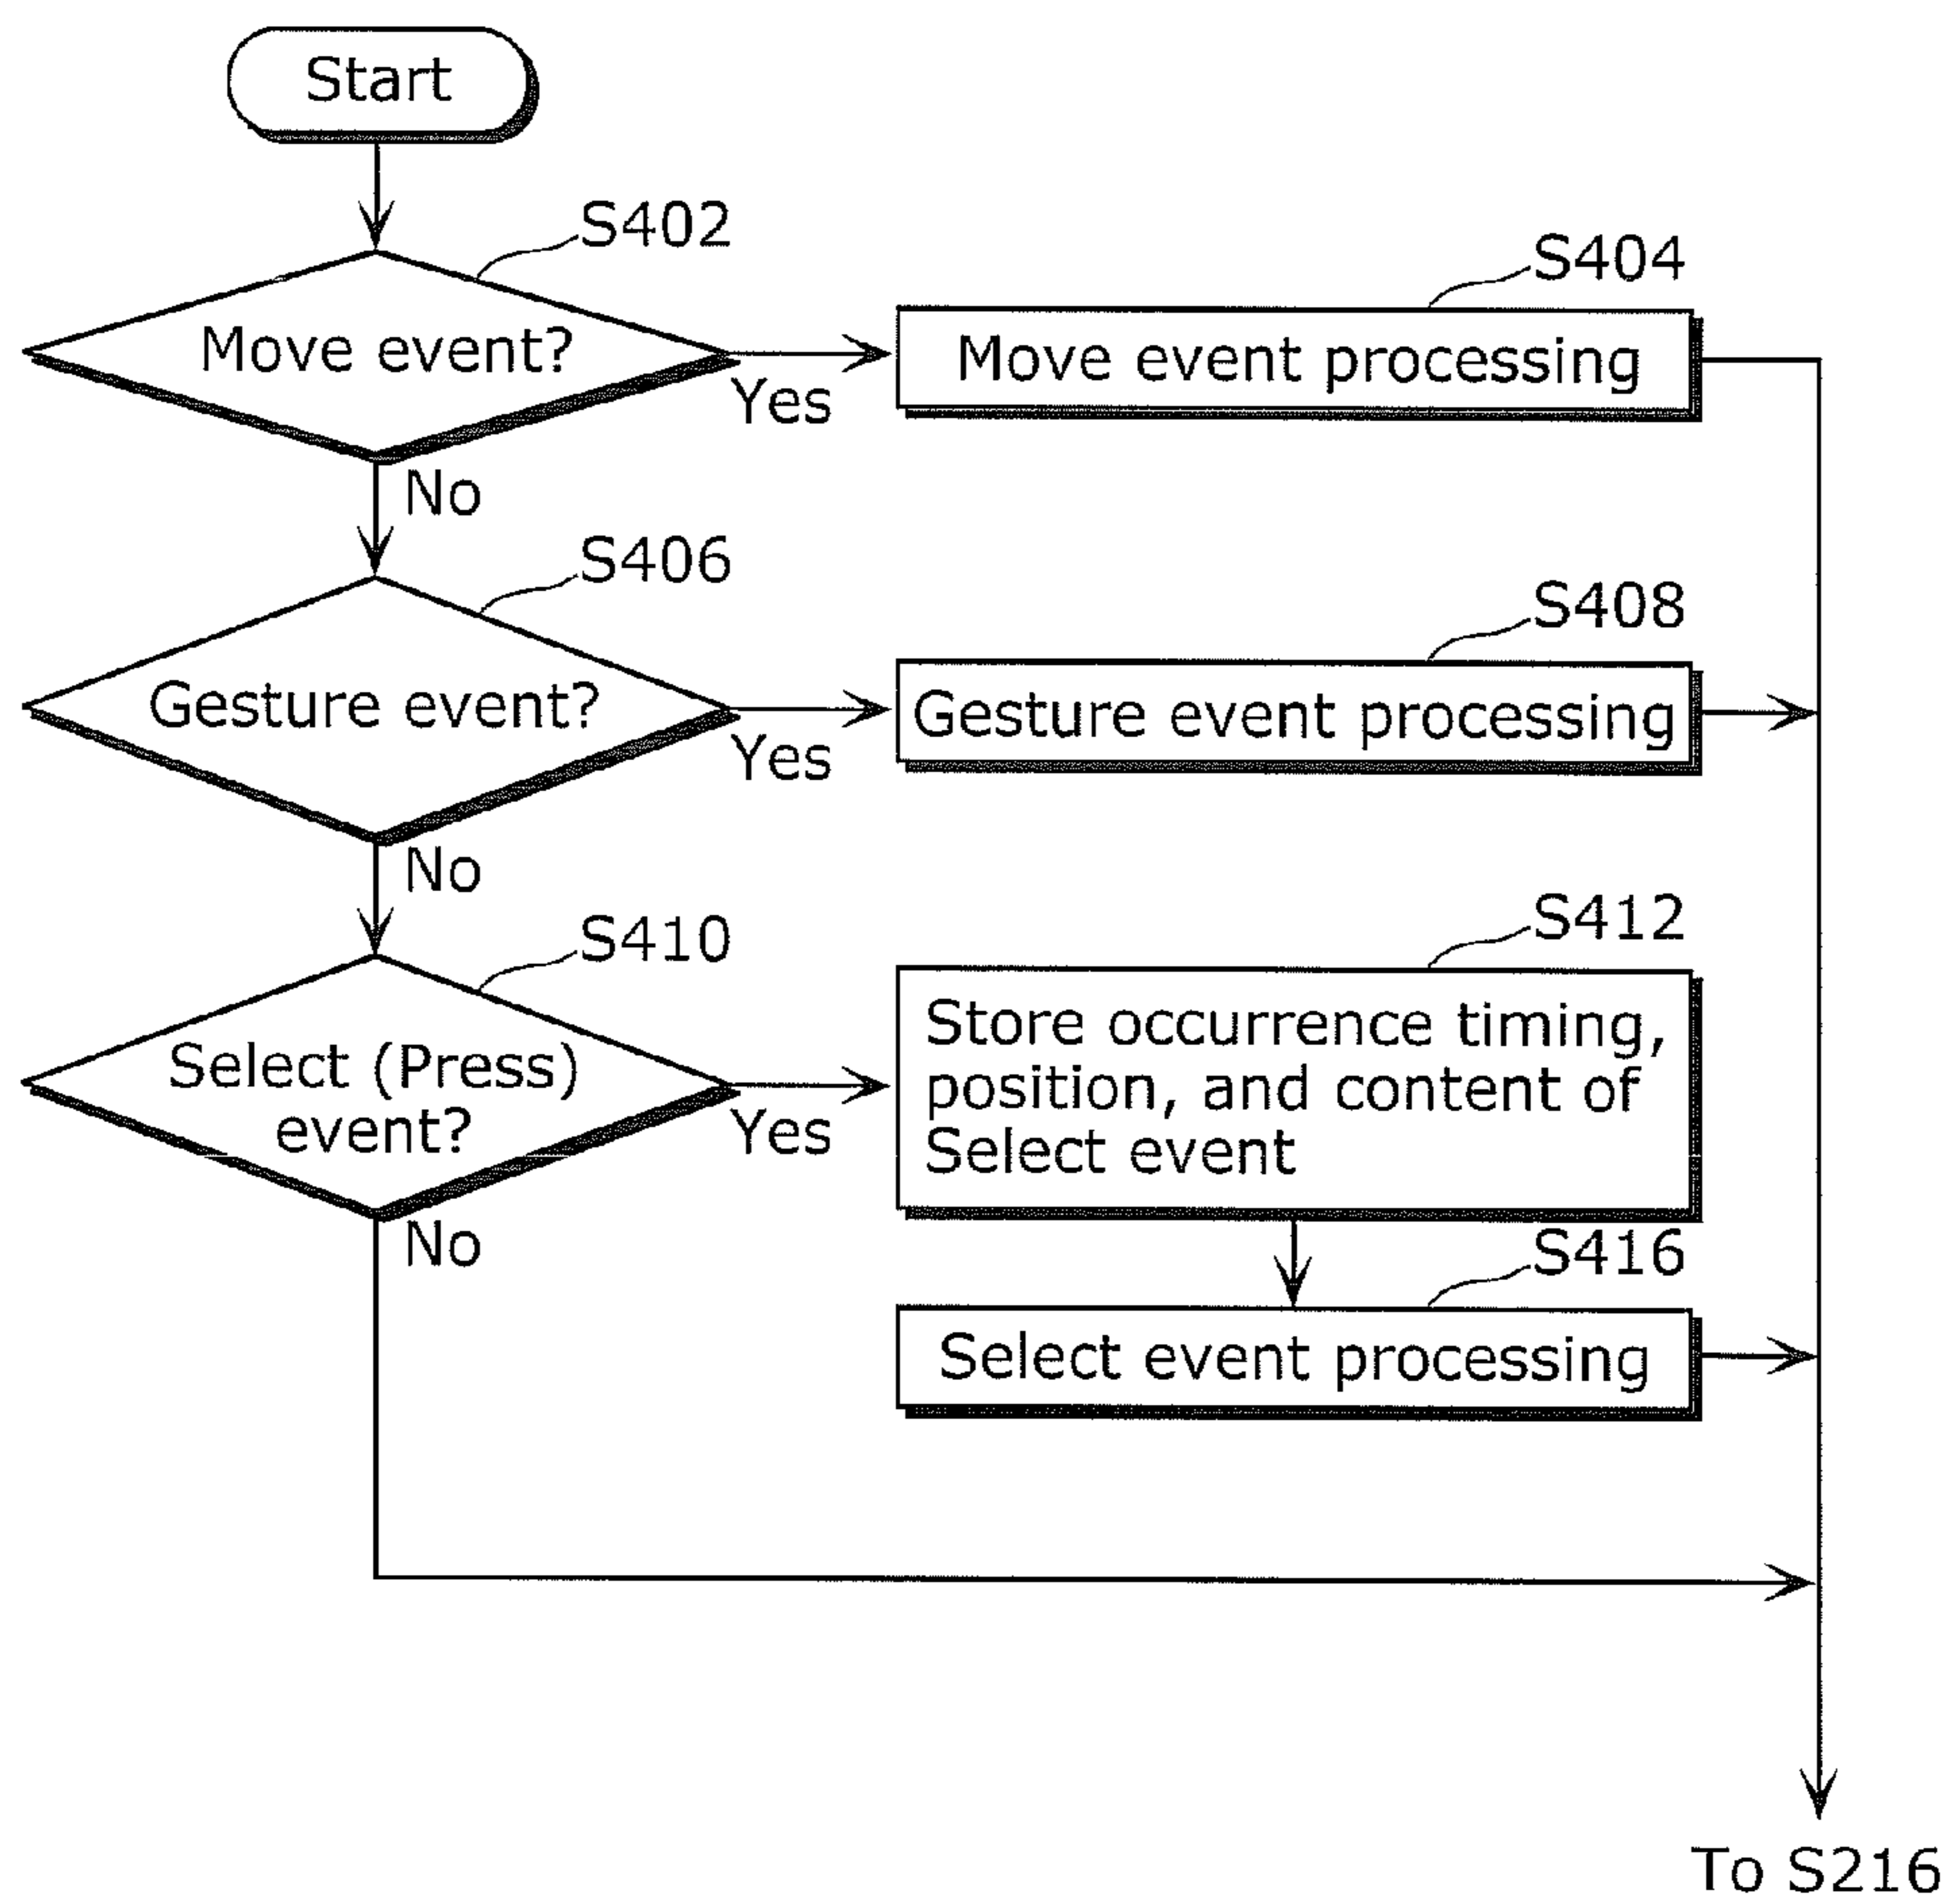 Start
S402
Move event?
Yes
No
S404
Move event processing
S406
Gesture event?
Yes
No
S408
Gesture event processing
S410
Select (Press)
event?
Yes
No
S412
Store occurrence timing,
position, and content of
Select event
S416
Select event processing
To S216